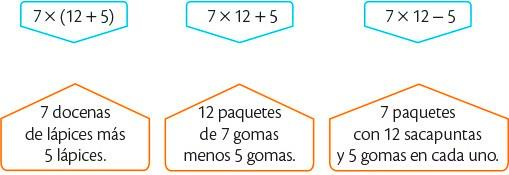 7 × (12 + 5)
7 × 12 + 5
7 × 12 – 5
7 docenas
de lápices más
5 lápices.
12 paquetes
de 7 gomas
menos 5 gomas.
7 paquetes
con 12 sacapuntas
y 5 gomas en cada uno.